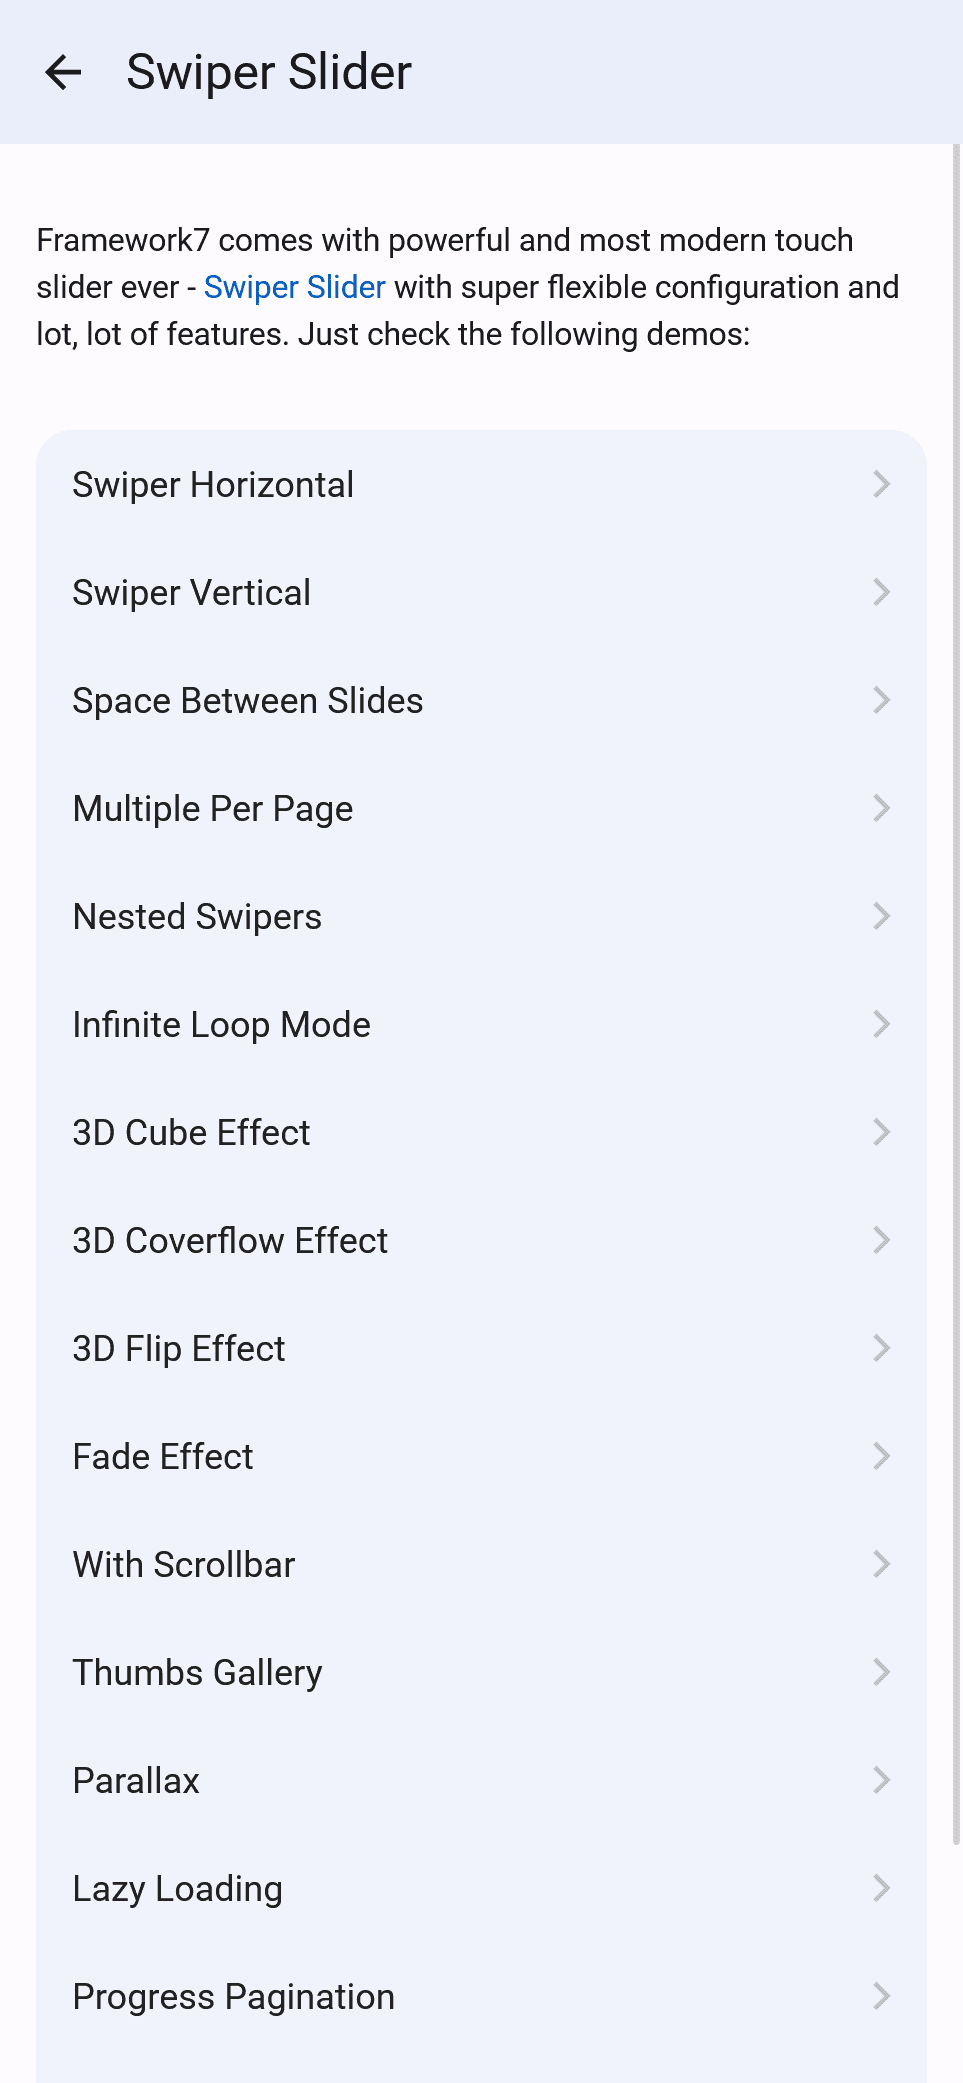 Swiper Slider
Framework7 comes with powerful and most modern touch
slider ever - Swiper Slider with super flexible configuration and
lot, lot of features. Just check the following demos:
Swiper Horizontal
Swiper Vertical
Space Between Slides
Multiple Per Page
Nested Swipers
Infinite Loop Mode
3D Cube Effect
3D Coverflow Effect
3D Flip Effect
Fade Effect
With Scrollbar
Thumbs Gallery
Parallax
Lazy Loading
Progress Pagination